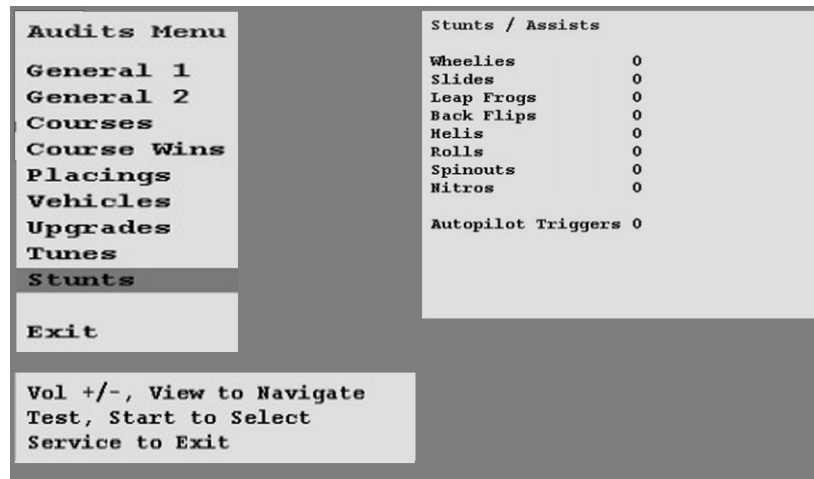 Audits Menu
General 1
General 2
Courses
Course Wins
Placings
Vehicles
Upgrades
Tunes
Stunts
Exit
Vol +/-, View to Navigate
Test, Start to Select
Service to Exit
Stunts / Assists
Wheelies 0
Slides 0
Leap Frogs 0
Back Flips 0
Helis 0
Rolls 0
Spinouts 0
Nitros 0
Autopilot Triggers 0